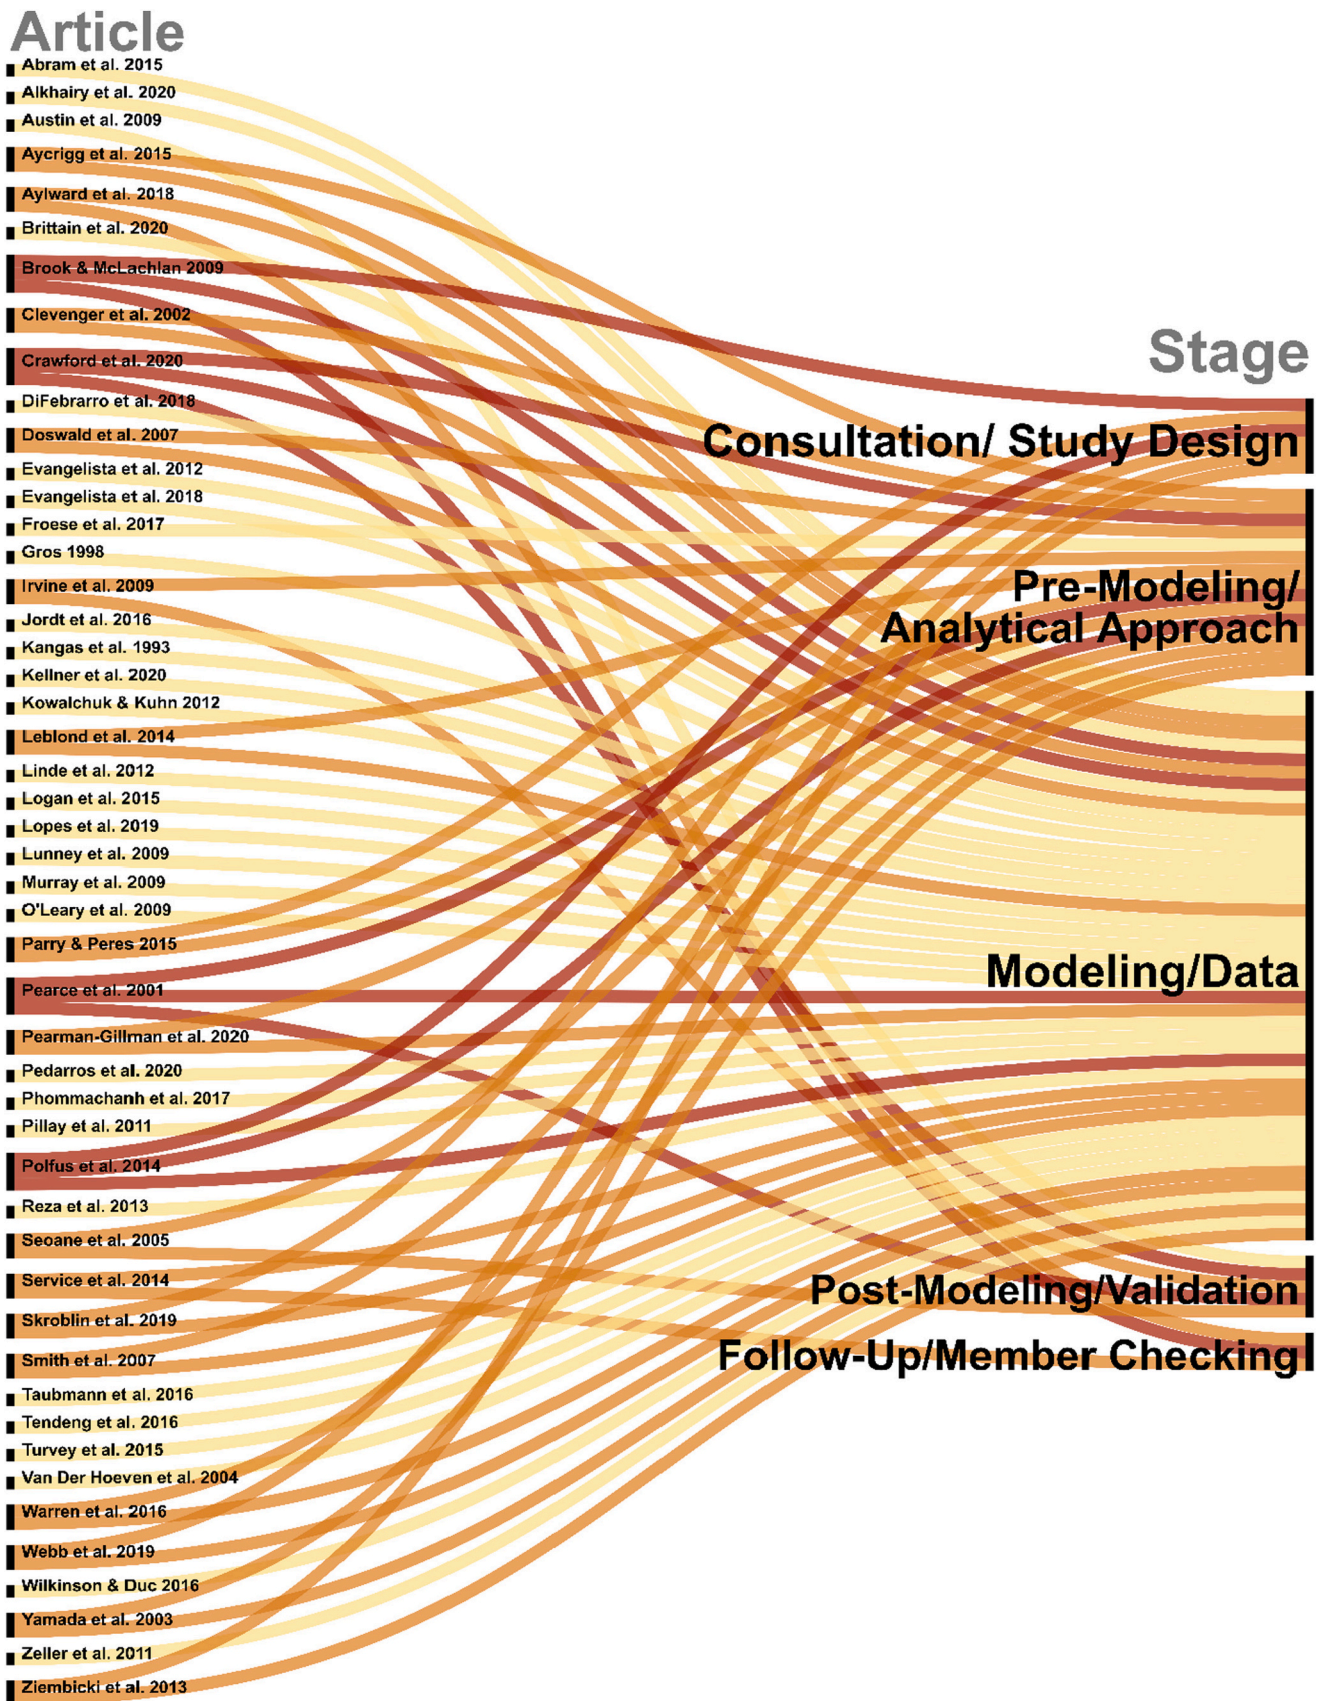 Article
Abram et al. 2015
Alkhairy et al. 2020
Austin et al. 2009
Aycrigg et al. 2015
Aylward et al. 2018
Brittain et al. 2020
Brook & McLachlan 2009
Clevenger et al. 2002
Crawford et al. 2020
DiFebrarro et al. 2018
Doswald et al. 2007
Evangelista et al. 2012
Evangelista et al. 2018
Froese et al. 2017
Gros 1998
Irvine et al. 2009
Jordt et al. 2016
Kangas et al. 1993
Kellner et al. 2020
Kowalchuk & Kuhn 2012
Leblond et al. 2014
Linde et al. 2012
Logan et al. 2015
Lopes et al. 2019
Lunney et al. 2009
Murray et al. 2009
O'Leary et al. 2009
Parry & Peres 2015
Pearce et al. 2001
Pearman-Gillman et al. 2020
Pedarros et al. 2020
Phommachanh et al. 2017
Pillay et al. 2011
Polfus et al. 2014
Reza et al. 2013
Seoane et al. 2005
Service et al. 2014
Skroblin et al. 2019
Smith et al. 2007
Taubmann et al. 2016
Tendeng et al. 2016
Turvey et al. 2015
Van Der Hoeven et al. 2004
Warren et al. 2016
Webb et al. 2019
Wilkinson & Duc 2016
Yamada et al. 2003
Zeller et al. 2011
Ziembicki et al. 2013
Stage
Consultation/ Study Design
Pre-Modeling/
Analytical Approach
Modeling/Data
Post-Modeling/Validation
Follow-Up/Member Checking